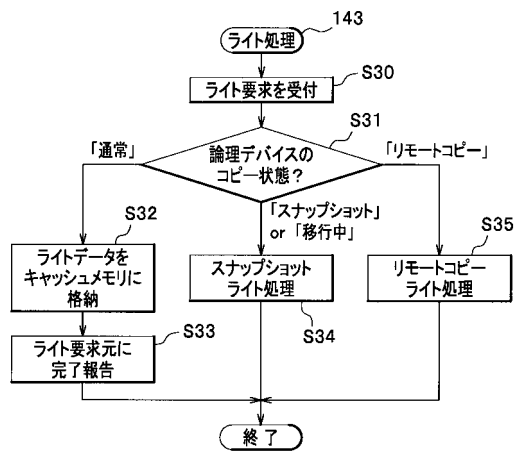 ライト処理
143
ライト要求を受付
S30
論理デバイスの
コピー状態?
S31
「通常」
「リモートコピー」
「スナップショット」
or「移行中」
ライトデータを
キャッシュメモリに
格納
S32
スナップショット
ライト処理
S34
リモートコピー
ライト処理
S35
ライト要求元に
完了報告
S33
終了